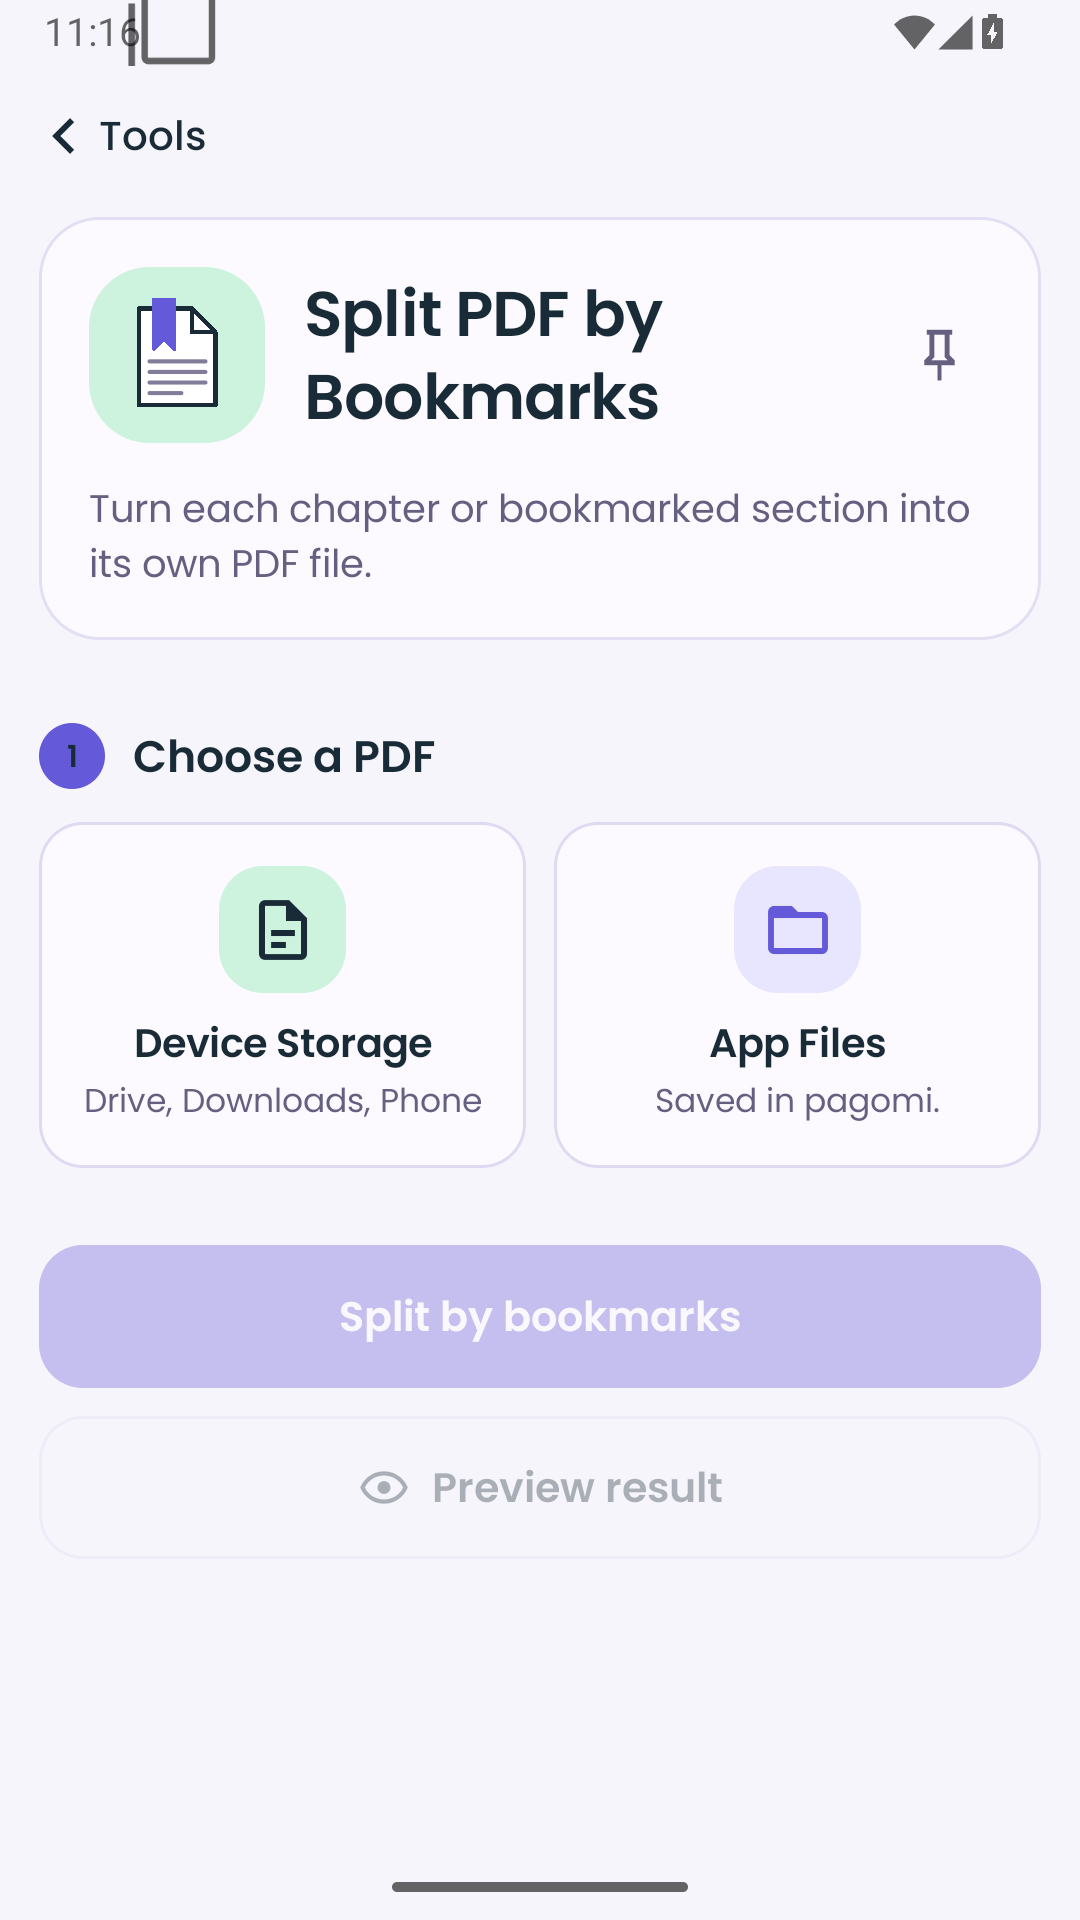 11:16
Tools
Split PDF by
Bookmarks
Turn each chapter or bookmarked section into
its own PDF file.
1
Choose a PDF
Device Storage
Drive, Downloads, Phone
App Files
Saved in pagomi.
Split by bookmarks
Preview result